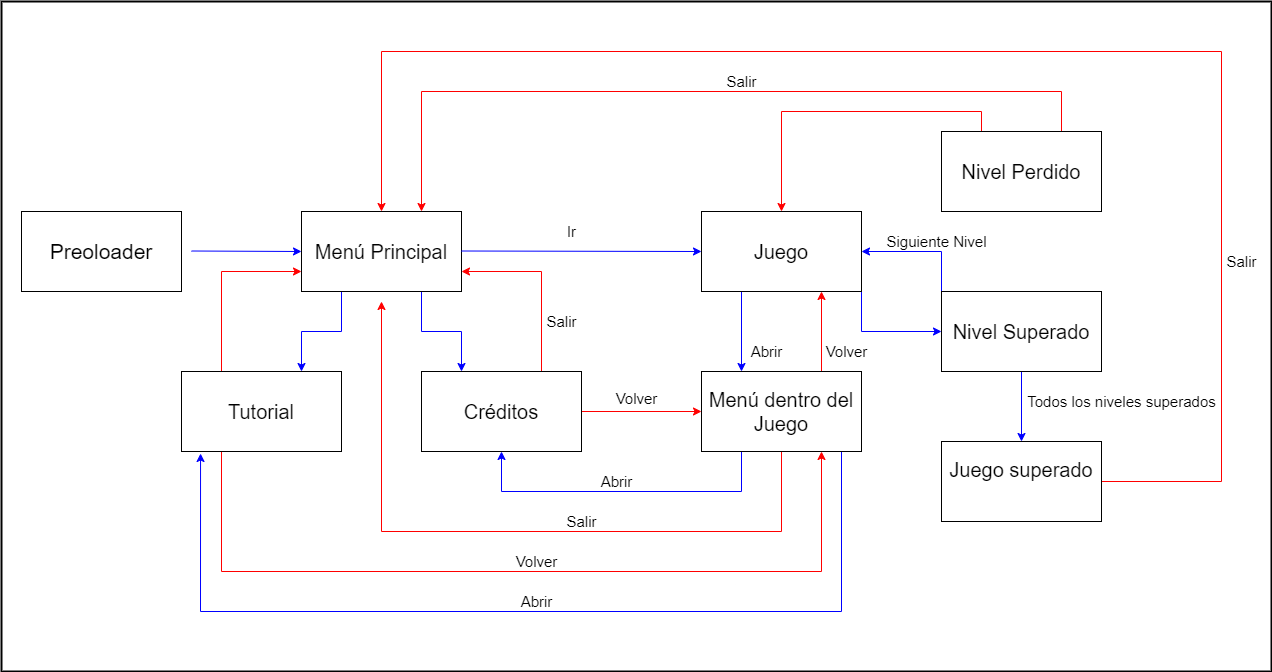 Salir
Nivel Perdido
Preoloader
Menú Principal
Ir
Juego
Siguiente Nivel
Salir
Salir
Nivel Superado
Abrir
Volver
Tutorial
Créditos
Volver
Menú dentro del
Juego
Todos los niveles superados
Juego superado
Abrir
Salir
Volver
Abrir